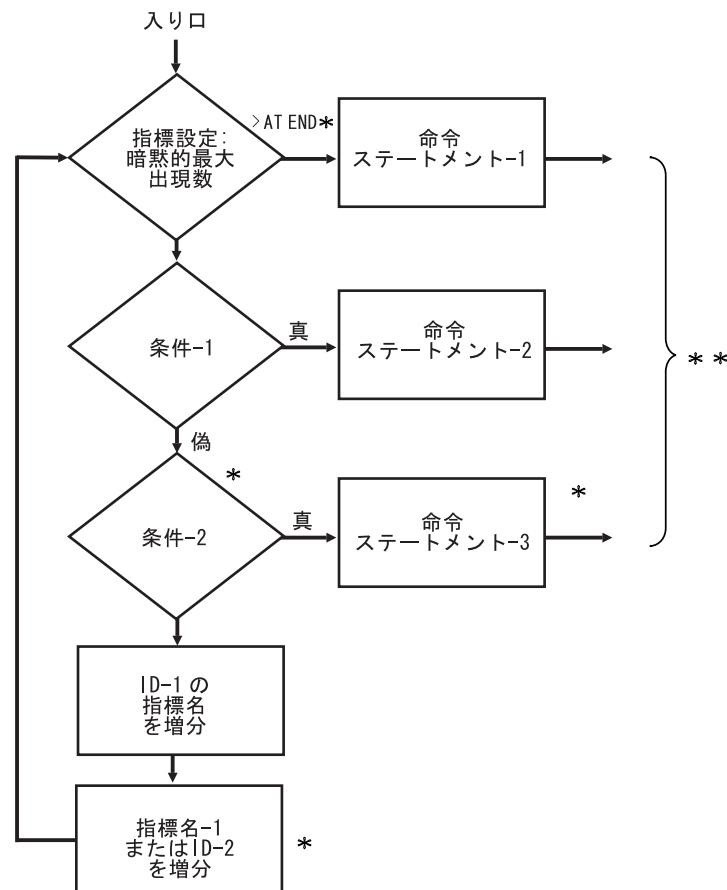 入り口
指標設定:
暗黙的最大
出現数
>AT END*
命令
ステートメント-1
条件-1
真
命令
ステートメント-2
* *
偽
*
条件-2
真
命令
ステートメント-3
*
ID-1 の
指標名
を増分
指標名-1
またはID-2
を増分
*